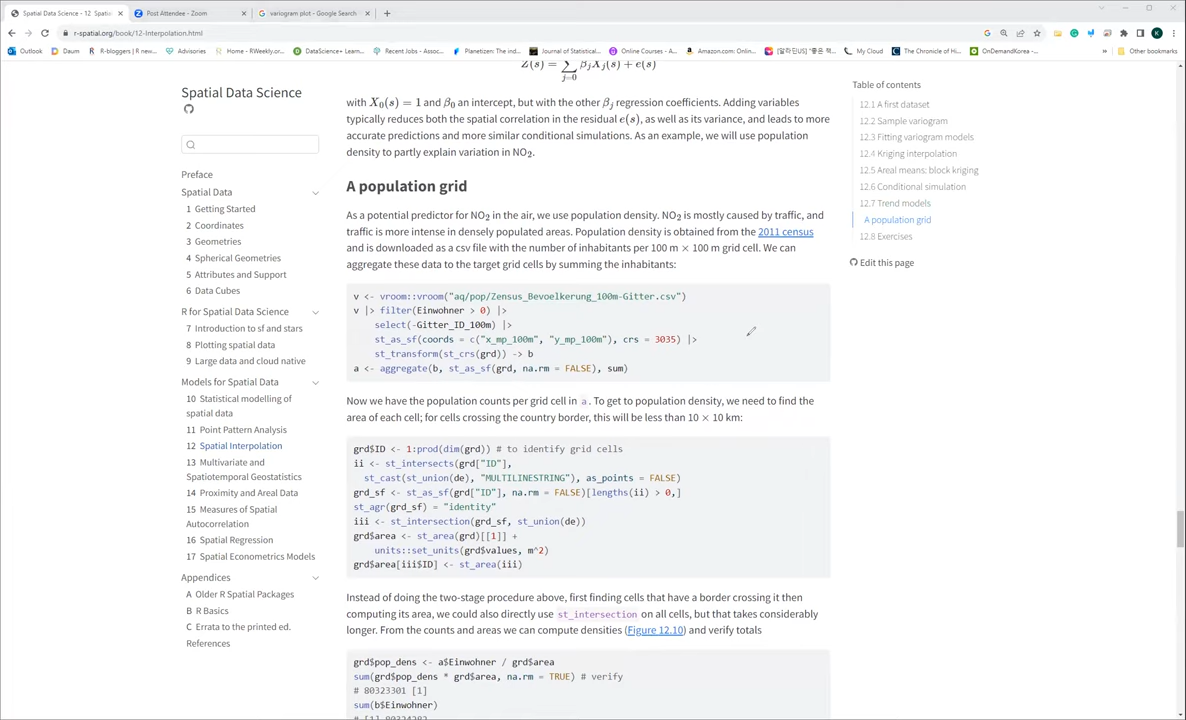 Spatial Data Science - 12  Spatia
Post Attendee - Zoom
variogram plot - Google Search
r-spatial.org/book/12-Interpolation.html
Outlook
Daum
R-bloggers | R new...
Advisories
Home - RWeekly.or...
DataScience+ Learn...
Recent Jobs - Assoc...
Planetizen: The ind...
Journal of Statistical...
Online Courses - A...
Amazon.com: Onlin...
[알라딘US] "좋은 책...
My Cloud
The Chronicle of Hi...
OnDemandKorea -...
Other bookmarks
Z(s) = ∑ βjXj(s) + e(s)
j=0
Spatial Data Science
with X0(s) = 1 and β0 an intercept, but with the other βj regression coefficients. Adding variables
typically reduces both the spatial correlation in the residual e(s), as well as its variance, and leads to more
accurate predictions and more similar conditional simulations. As an example, we will use population
density to partly explain variation in NO2.
A population grid
As a potential predictor for NO2 in the air, we use population density. NO2 is mostly caused by traffic, and
traffic is more intense in densely populated areas. Population density is obtained from the 2011 census
and is downloaded as a csv file with the number of inhabitants per 100 m × 100 m grid cell. We can
aggregate these data to the target grid cells by summing the inhabitants:
v <- vroom::vroom("aq/pop/Zensus_Bevoelkerung_100m-Gitter.csv")
v |> filter(Einwohner > 0) |>
select(-Gitter_ID_100m) |>
st_as_sf(coords = c("x_mp_100m", "y_mp_100m"), crs = 3035) |>
st_transform(st_crs(grd)) -> b
a <- aggregate(b, st_as_sf(grd, na.rm = FALSE), sum)
Now we have the population counts per grid cell in a. To get to population density, we need to find the
area of each cell; for cells crossing the country border, this will be less than 10 × 10 km:
grd$ID <- 1:prod(dim(grd)) # to identify grid cells
ii <- st_intersects(grd["ID"],
st_cast(st_union(de), "MULTILINESTRING"), as_points = FALSE)
grd_sf <- st_as_sf(grd["ID"], na.rm = FALSE)[lengths(ii) > 0,]
st_agr(grd_sf) = "identity"
iii <- st_intersection(grd_sf, st_union(de))
grd$area <- st_area(grd)[[1]] +
units::set_units(grd$values, m^2)
grd$area[iii$ID] <- st_area(iii)
Instead of doing the two-stage procedure above, first finding cells that have a border crossing it then
computing its area, we could also directly use st_intersection on all cells, but that takes considerably
longer. From the counts and areas we can compute densities (Figure 12.10) and verify totals
grd$pop_dens <- a$Einwohner / grd$area
sum(grd$pop_dens * grd$area, na.rm = TRUE) # verify
# 80323301 [1]
sum(b$Einwohner)
# [1] 80324282
Preface
Spatial Data
1 Getting Started
2 Coordinates
3 Geometries
4 Spherical Geometries
5 Attributes and Support
6 Data Cubes
R for Spatial Data Science
7 Introduction to sf and stars
8 Plotting spatial data
9 Large data and cloud native
Models for Spatial Data
10 Statistical modelling of
spatial data
11 Point Pattern Analysis
12 Spatial Interpolation
13 Multivariate and
Spatiotemporal Geostatistics
14 Proximity and Areal Data
15 Measures of Spatial
Autocorrelation
16 Spatial Regression
17 Spatial Econometrics Models
Appendices
A Older R Spatial Packages
B R Basics
C Errata to the printed ed.
References
Table of contents
12.1 A first dataset
12.2 Sample variogram
12.3 Fitting variogram models
12.4 Kriging interpolation
12.5 Areal means: block kriging
12.6 Conditional simulation
12.7 Trend models
A population grid
12.8 Exercises
Edit this page